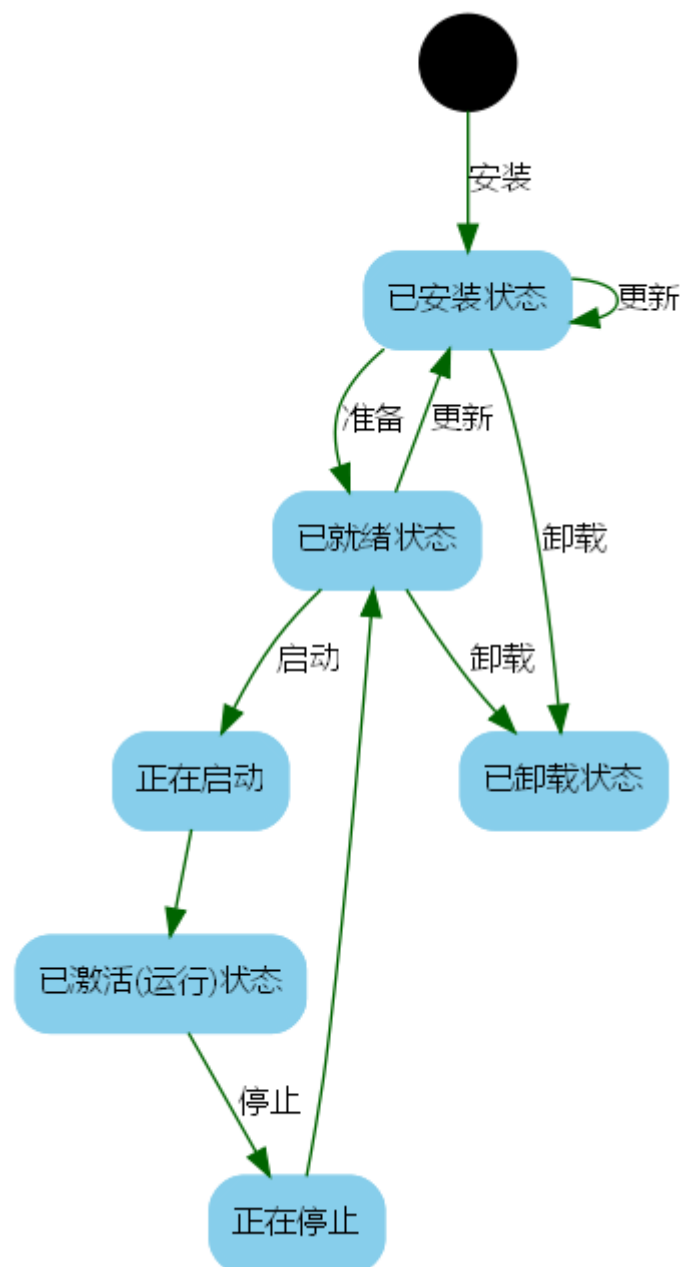 安装
已安装状态
更新
准备
更新
已就绪状态
卸载
启动
卸载
正在启动
已卸载状态
已激活(运行)状态
停止
正在停止